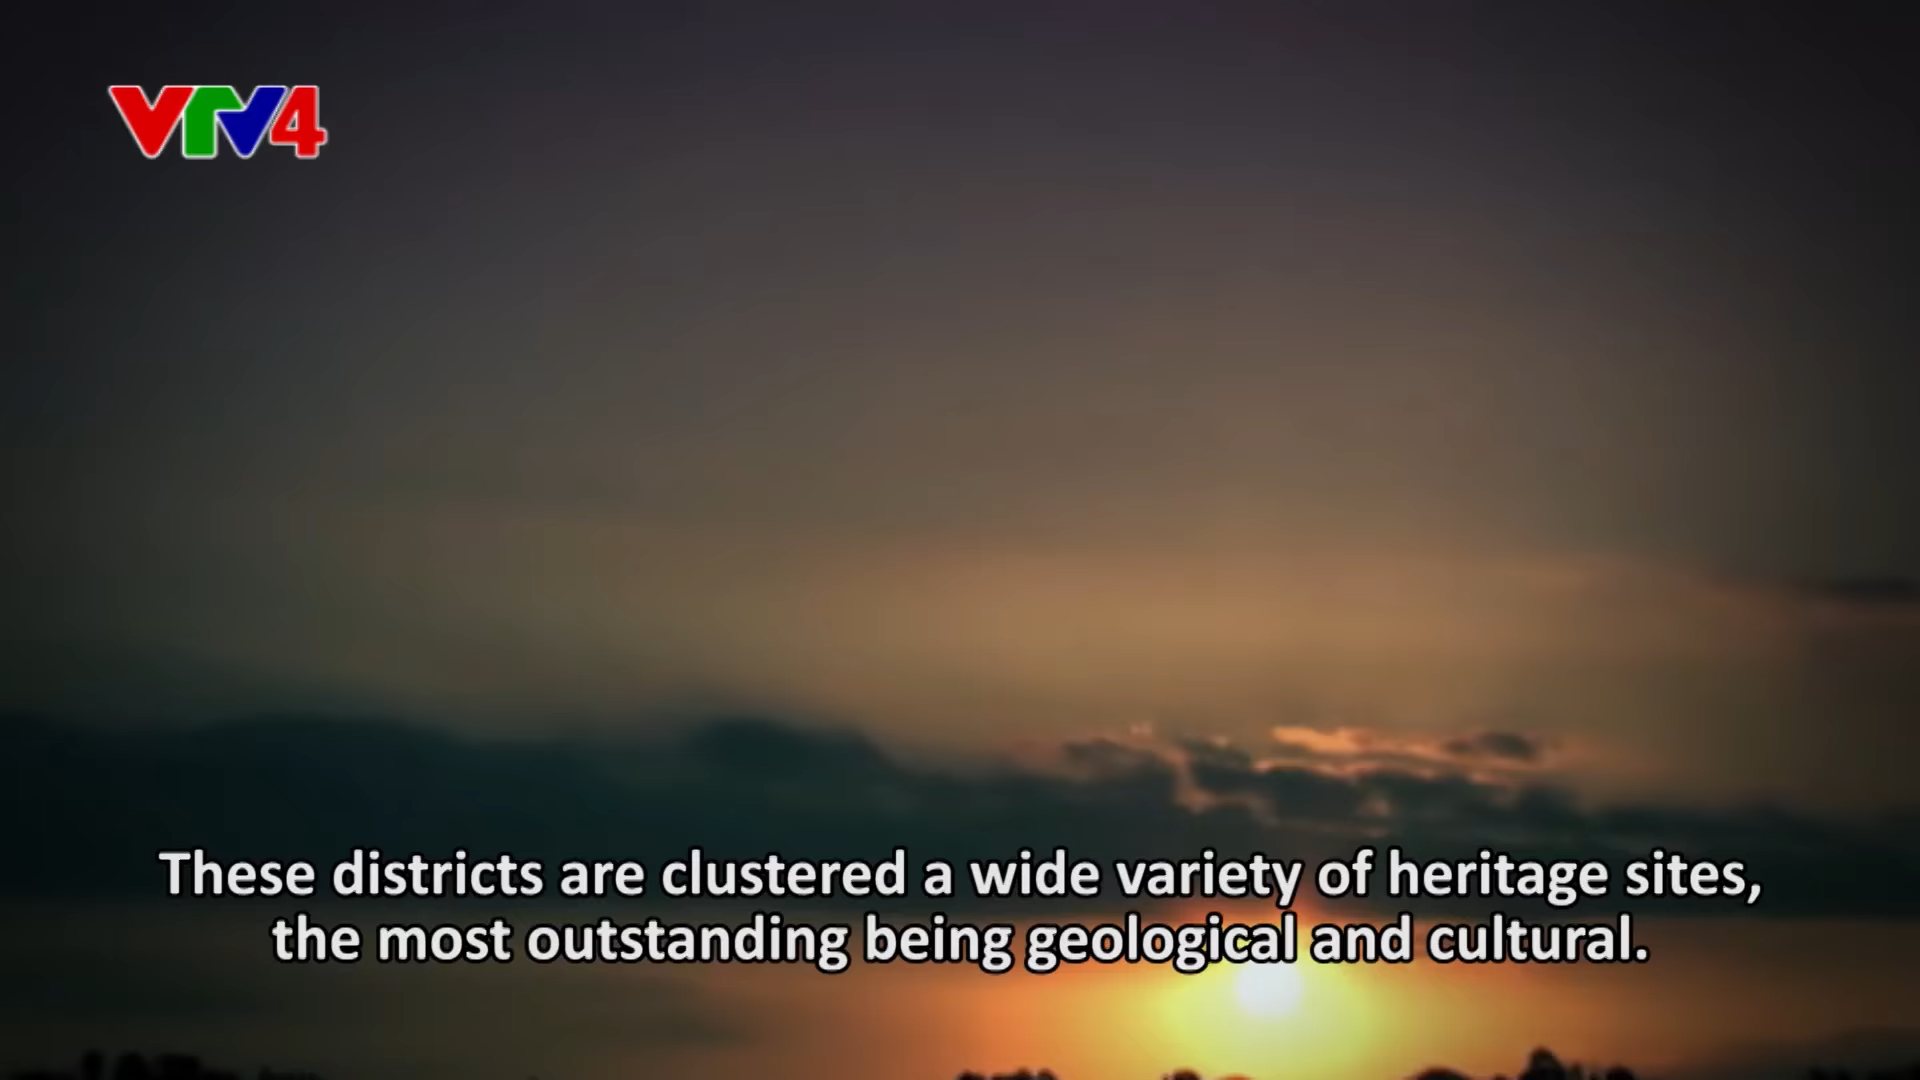 VTV4
These districts are clustered a wide variety of heritage sites,
the most outstanding being geological and cultural.